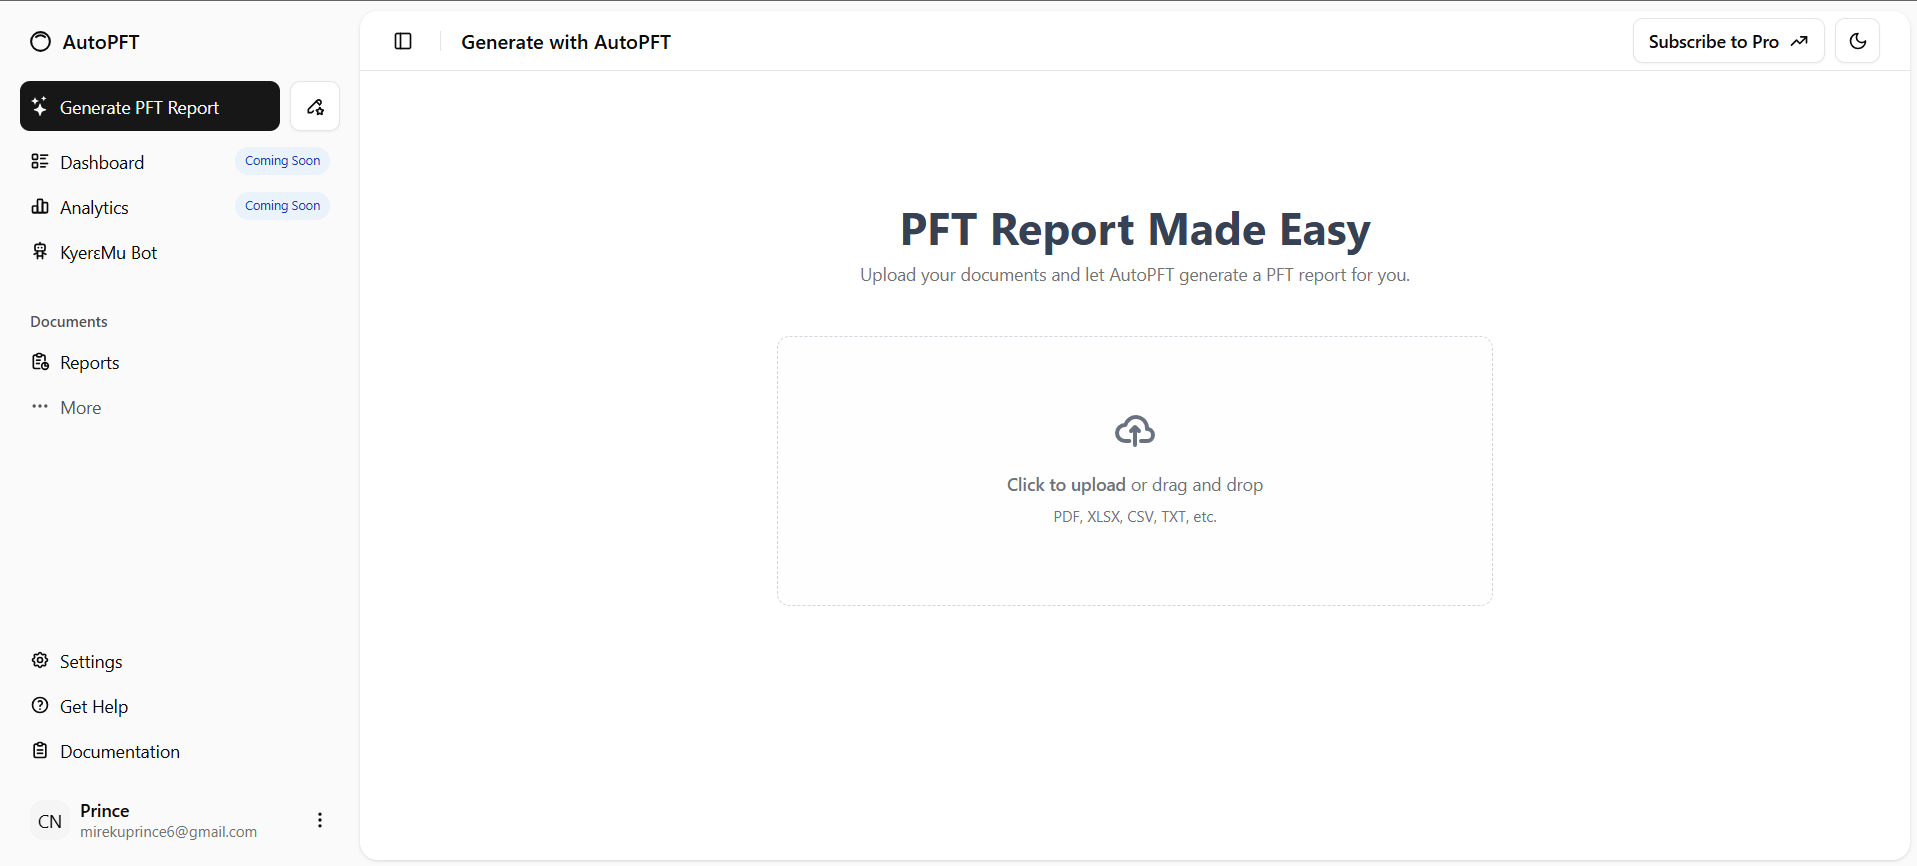 AutoPFT
Generate PFT Report
Dashboard
Coming Soon
Analytics
Coming Soon
KyerεMu Bot
Documents
Reports
More
Settings
Get Help
Documentation
CN
Prince
mirekuprince6@gmail.com
Generate with AutoPFT
Subscribe to Pro
PFT Report Made Easy
Upload your documents and let AutoPFT generate a PFT report for you.
Click to upload or drag and drop
PDF, XLSX, CSV, TXT, etc.